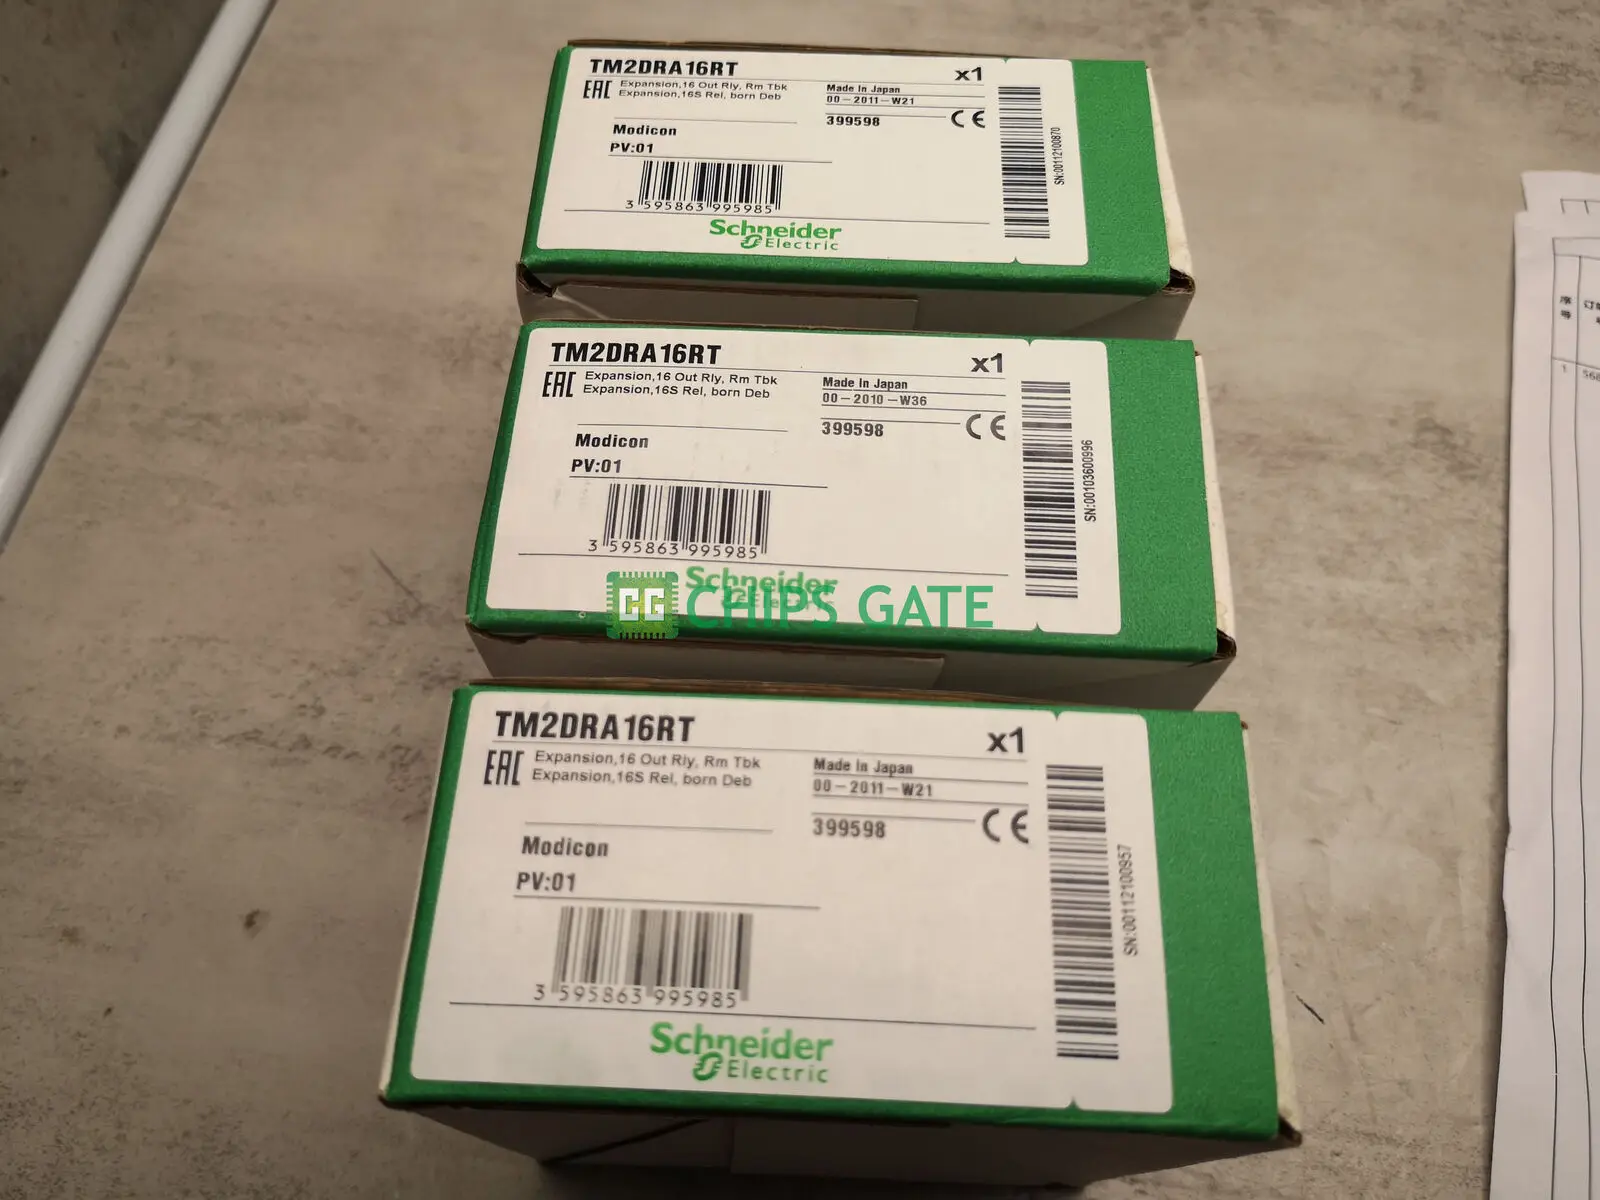 TM2DRA16RT
x1
EAC
Expansion,16 Out Rly, Rm Tbk
Expansion,16S Rel, born Deb
Made In Japan
00-2011-W21
399598
CE
Modicon
PV:01
3 595863 995985
SN:00112100870
Schneider
Electric
TM2DRA16RT
x1
EAC
Expansion,16 Out Rly, Rm Tbk
Expansion,16S Rel, born Deb
Made In Japan
00-2010-W36
399598
CE
Modicon
PV:01
3 595863 995985
SN:00103600996
Schneider
Electric
CG CHIPS GATE
TM2DRA16RT
x1
EAC
Expansion,16 Out Rly, Rm Tbk
Expansion,16S Rel, born Deb
Made In Japan
00-2011-W21
399598
CE
Modicon
PV:01
3 595863 995985
SN:00112100957
Schneider
Electric
序号
1